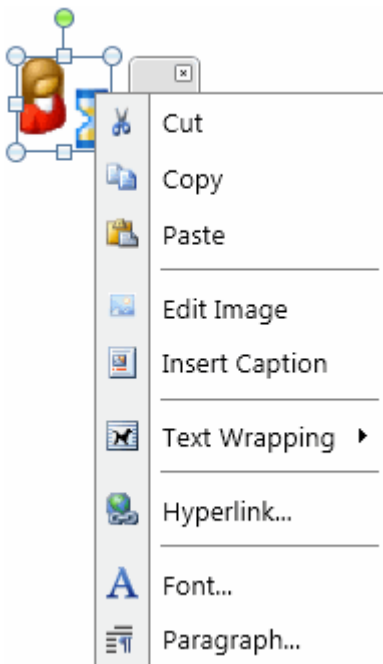 Cut
Copy
Paste
Edit Image
Insert Caption
Text Wrapping
Hyperlink...
Font...
Paragraph...